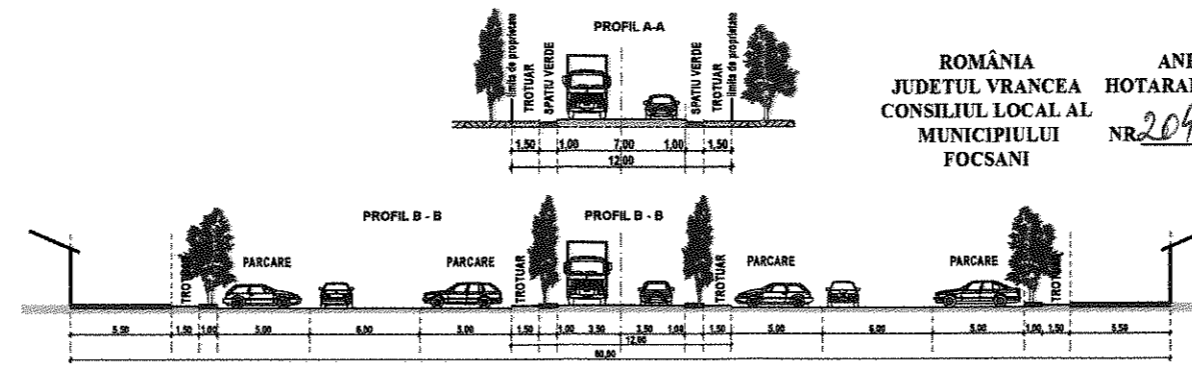 PROFIL A-A
limita de proprietate
TROTUAR
SPATIU VERDE
SPATIU VERDE
TROTUAR
limita de proprietate
1,50 1,00 7,00 1,00 1,50
12,00
ROMÂNIA
JUDETUL VRANCEA
CONSILIUL LOCAL AL
MUNICIPIULUI
FOCSANI
NR. 204
PROFIL B - B PROFIL B - B
TROTUAR PARCARE PARCARE TROTUAR TROTUAR PARCARE PARCARE TROTUAR
5,50 1,50 1,00 5,00 6,00 5,00 1,50 1,00 3,50 3,50 1,00 1,50 5,00 6,00 5,00 1,00 1,50 5,50
12,00